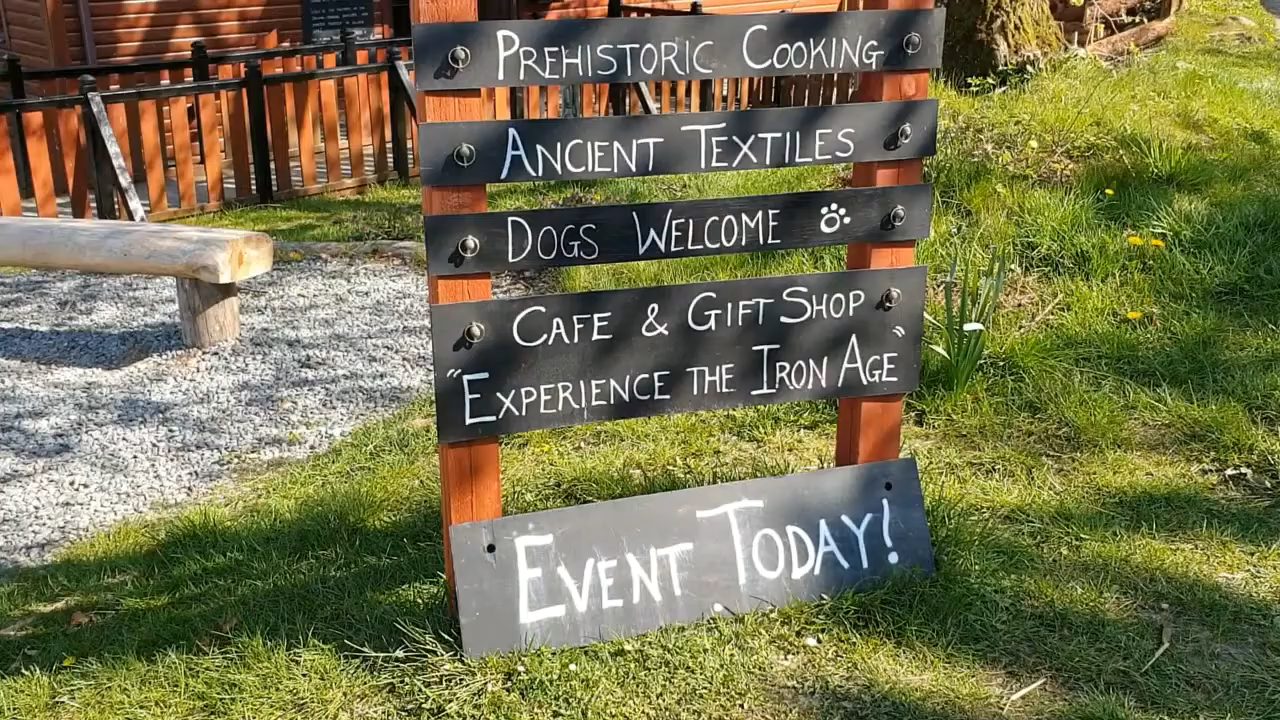 Prehistoric Cooking
Ancient Textiles
Dogs Welcome
Cafe & Gift Shop
"Experience the Iron Age"
Event Today!